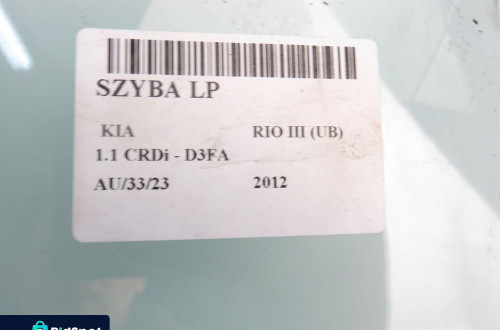 SZYBA LP
KIA RIO III (UB)
1.1 CRDi - D3FA
AU/33/23 2012